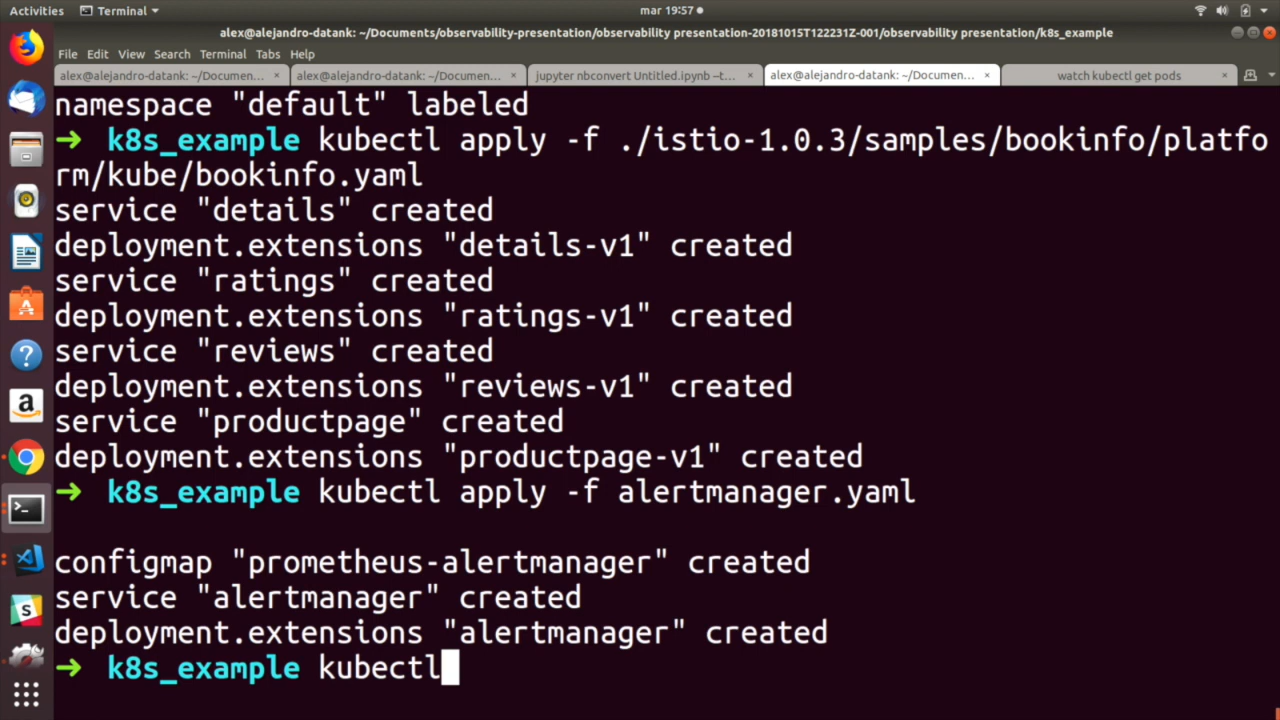 Activities
Terminal
mar 19:57
alex@alejandro-datank: ~/Documents/observability-presentation/observability presentation-20181015T122231Z-001/observability presentation/k8s_example
File Edit View Search Terminal Tabs Help
alex@alejandro-datank: ~/Documen... ×
alex@alejandro-datank: ~/Documen... ×
jupyter nbconvert Untitled.ipynb --t... ×
alex@alejandro-datank: ~/Documen... ×
watch kubectl get pods ×
namespace "default" labeled
➜ k8s_example kubectl apply -f ./istio-1.0.3/samples/bookinfo/platfo
rm/kube/bookinfo.yaml
service "details" created
deployment.extensions "details-v1" created
service "ratings" created
deployment.extensions "ratings-v1" created
service "reviews" created
deployment.extensions "reviews-v1" created
service "productpage" created
deployment.extensions "productpage-v1" created
➜ k8s_example kubectl apply -f alertmanager.yaml
configmap "prometheus-alertmanager" created
service "alertmanager" created
deployment.extensions "alertmanager" created
➜ k8s_example kubectl